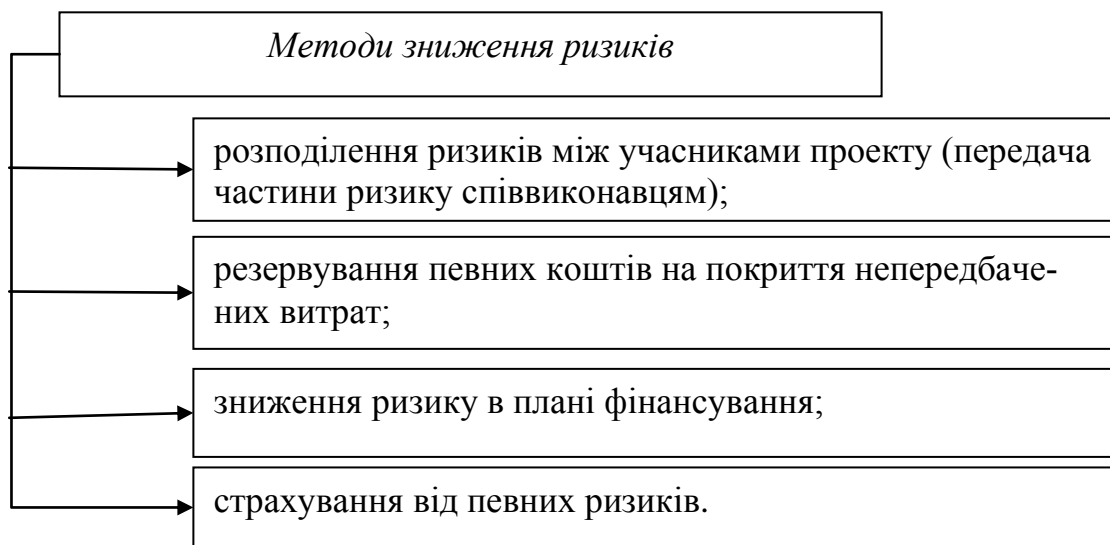 Методи зниження ризиків
розподілення ризиків між учасниками проекту (передача
частини ризику співвиконавцям);
резервування певних коштів на покриття непередбаче-
них витрат;
зниження ризику в плані фінансування;
страхування від певних ризиків.